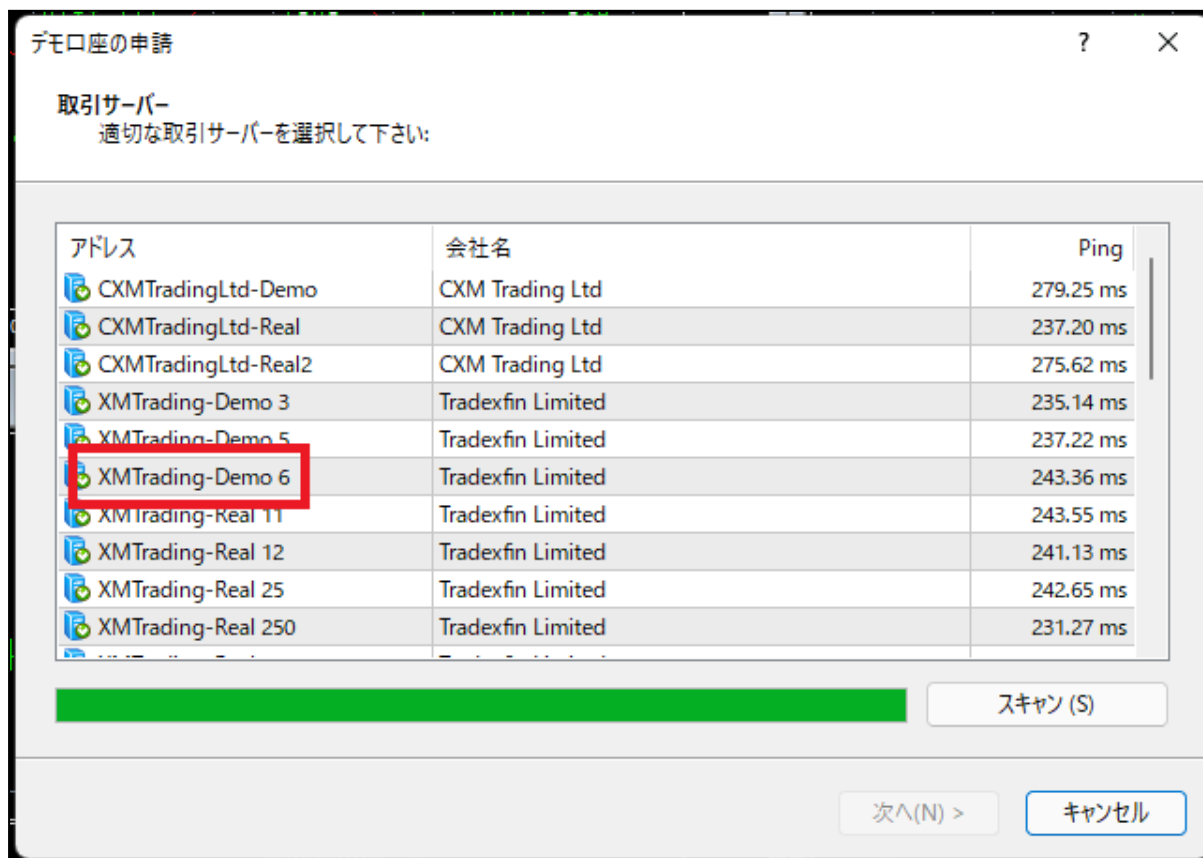 デモ口座の申請 ? ×
取引サーバー
適切な取引サーバーを選択して下さい:
アドレス 会社名 Ping
CXMTradingLtd-Demo CXM Trading Ltd 279.25 ms
CXMTradingLtd-Real CXM Trading Ltd 237.20 ms
CXMTradingLtd-Real2 CXM Trading Ltd 275.62 ms
XMTrading-Demo 3 Tradexfin Limited 235.14 ms
XMTrading-Demo 5 Tradexfin Limited 237.22 ms
XMTrading-Demo 6 Tradexfin Limited 243.36 ms
XMTrading-Real 11 Tradexfin Limited 243.55 ms
XMTrading-Real 12 Tradexfin Limited 241.13 ms
XMTrading-Real 25 Tradexfin Limited 242.65 ms
XMTrading-Real 250 Tradexfin Limited 231.27 ms
スキャン (S)
次へ(N) > キャンセル